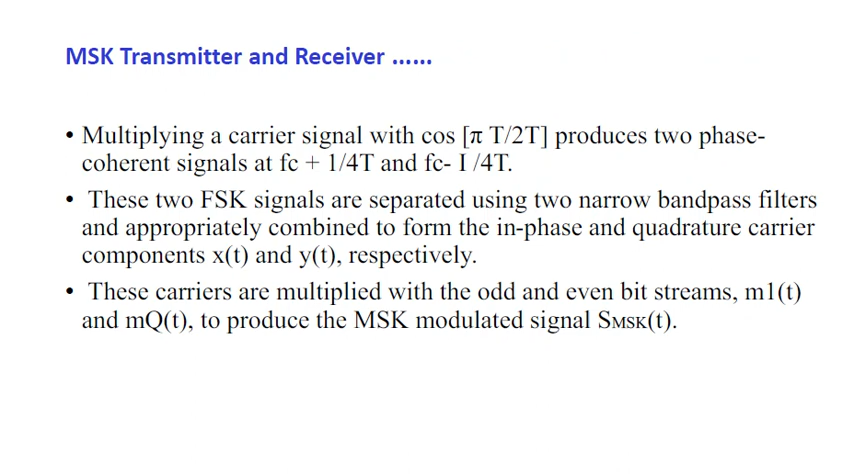 MSK Transmitter and Receiver ......
• Multiplying a carrier signal with cos [π T/2T] produces two phase-
coherent signals at fc + 1/4T and fc- I /4T.
• These two FSK signals are separated using two narrow bandpass filters
and appropriately combined to form the in-phase and quadrature carrier
components x(t) and y(t), respectively.
• These carriers are multiplied with the odd and even bit streams, m1(t)
and mQ(t), to produce the MSK modulated signal SMSK(t).